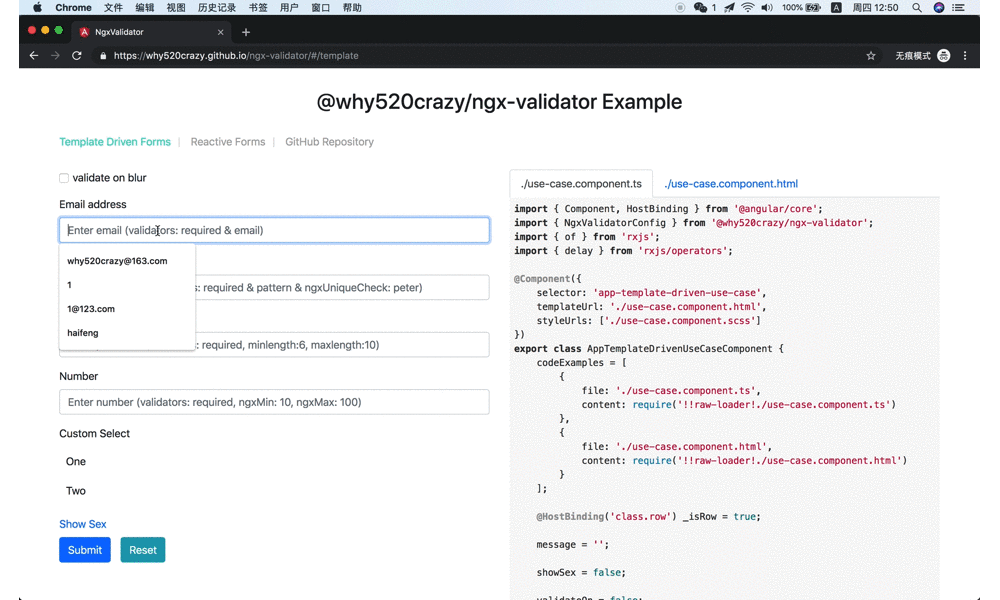 Chrome 文件 编辑 视图 历史记录 书签 用户 窗口 帮助 1 100% A 周四 12:50
NgxValidator
https://why520crazy.github.io/ngx-validator/#/template 无痕模式
@why520crazy/ngx-validator Example
Template Driven Forms | Reactive Forms | GitHub Repository
validate on blur
Email address
Enter email (validators: required & email)
why520crazy@163.com
1
1@123.com
haifeng
s: required & pattern & ngxUniqueCheck: peter)
: required, minlength:6, maxlength:10)
Number
Enter number (validators: required, ngxMin: 10, ngxMax: 100)
Custom Select
One
Two
Show Sex
Submit Reset
./use-case.component.ts ./use-case.component.html
import { Component, HostBinding } from '@angular/core';
import { NgxValidatorConfig } from '@why520crazy/ngx-validator';
import { of } from 'rxjs';
import { delay } from 'rxjs/operators';
@Component({
selector: 'app-template-driven-use-case',
templateUrl: './use-case.component.html',
styleUrls: ['./use-case.component.scss']
})
export class AppTemplateDrivenUseCaseComponent {
codeExamples = [
{
file: './use-case.component.ts',
content: require('!!raw-loader!./use-case.component.ts')
},
{
file: './use-case.component.html',
content: require('!!raw-loader!./use-case.component.html')
}
];
@HostBinding('class.row') _isRow = true;
message = '';
showSex = false;
validateOn = false;